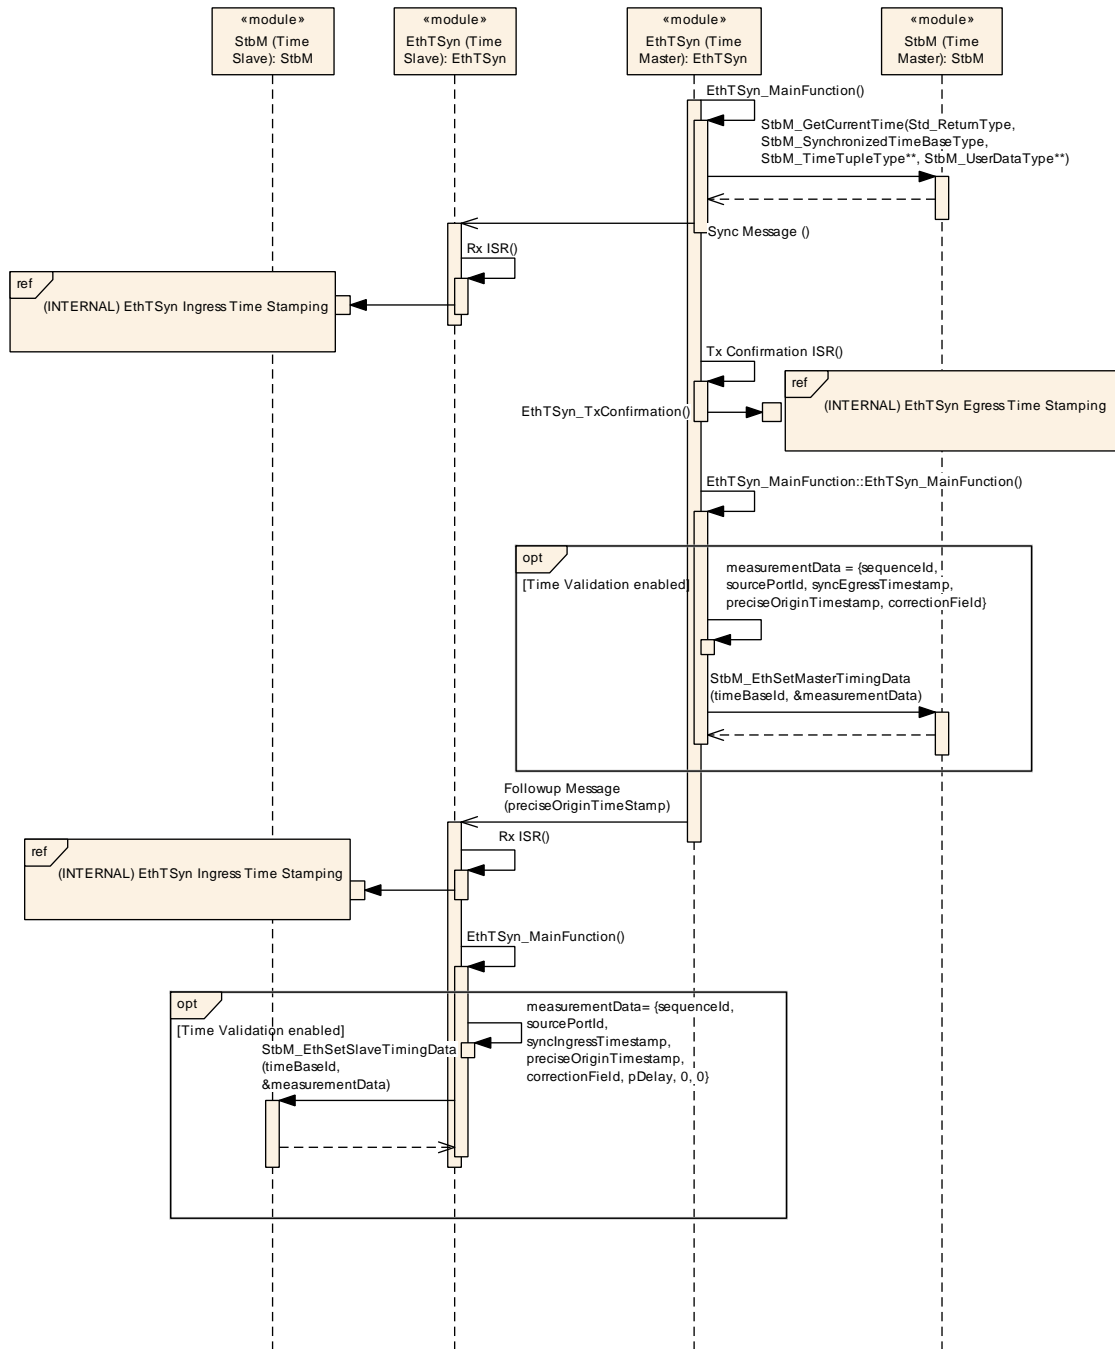 «module»
StbM (Time
Slave): StbM
«module»
EthTSyn (Time
Slave): EthTSyn
«module»
EthTSyn (Time
Master): EthTSyn
«module»
StbM (Time
Master): StbM
EthTSyn_MainFunction()
StbM_GetCurrentTime(Std_ReturnType,
StbM_SynchronizedTimeBaseType,
StbM_TimeTupleType**, StbM_UserDataType**)
Sync Message ()
Rx ISR()
ref
(INTERNAL) EthTSyn Ingress Time Stamping
Tx Confirmation ISR()
ref
(INTERNAL) EthTSyn Egress Time Stamping
EthTSyn_TxConfirmation()
EthTSyn_MainFunction::EthTSyn_MainFunction()
opt
[Time Validation enabled]
measurementData = {sequenceId,
sourcePortId, syncEgressTimestamp,
preciseOriginTimestamp, correctionField}
StbM_EthSetMasterTimingData
(timeBaseId, &measurementData)
Followup Message
(preciseOriginTimeStamp)
Rx ISR()
ref
(INTERNAL) EthTSyn Ingress Time Stamping
EthTSyn_MainFunction()
opt
[Time Validation enabled]
measurementData= {sequenceId,
sourcePortId,
syncIngressTimestamp,
preciseOriginTimestamp,
correctionField, pDelay, 0, 0}
StbM_EthSetSlaveTimingData
(timeBaseId,
&measurementData)